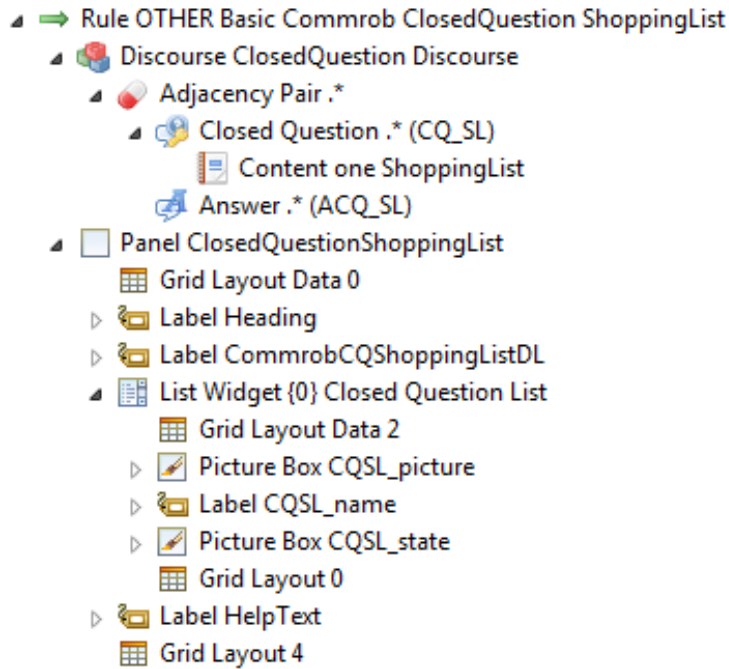 Rule OTHER Basic Commrob ClosedQuestion ShoppingList
Discourse ClosedQuestion Discourse
Adjacency Pair .*
Closed Question .* (CQ_SL)
Content one ShoppingList
Answer .* (ACQ_SL)
Panel ClosedQuestionShoppingList
Grid Layout Data 0
Label Heading
Label CommrobCQShoppingListDL
List Widget {0} Closed Question List
Grid Layout Data 2
Picture Box CQSL_picture
Label CQSL_name
Picture Box CQSL_state
Grid Layout 0
Label HelpText
Grid Layout 4